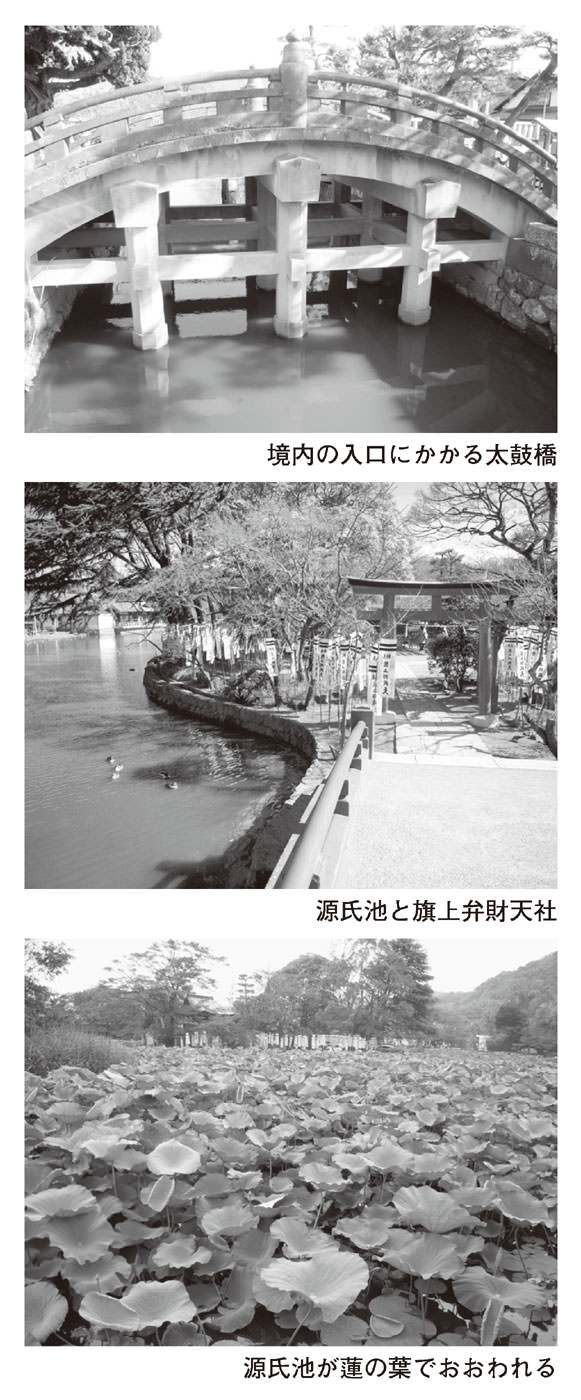 境内の入口にかかる太鼓橋
源氏池と旗上弁財天社
源氏池が蓮の葉でおおわれる